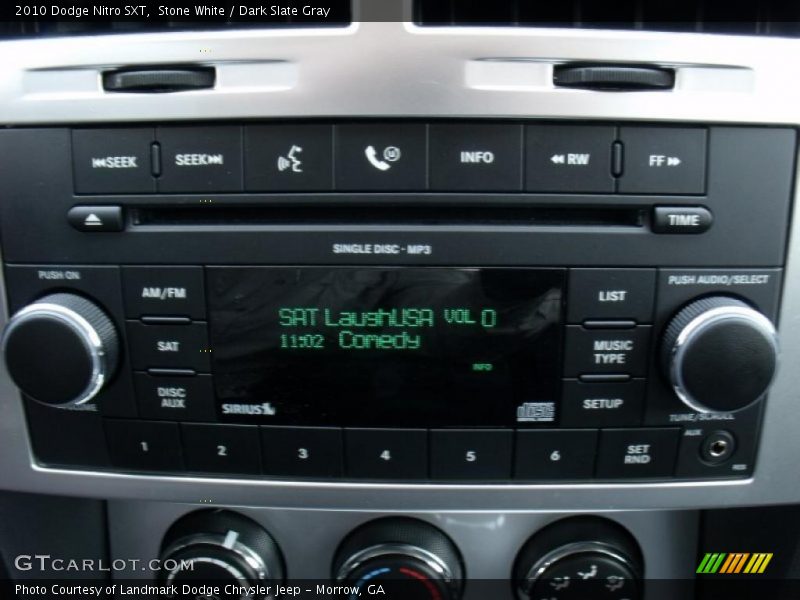 2010 Dodge Nitro SXT,  Stone White / Dark Slate Gray
SEEK
SEEK
INFO
RW
FF
TIME
SINGLE DISC - MP3
PUSH ON
PUSH AUDIO/SELECT
AM/FM
LIST
SAT LaughUSA VOL 0
11:02 Comedy
SAT
MUSIC
TYPE
INFO
DISC
AUX
SETUP
SIRIUS
disc
TUNE/SCROLL
1
2
3
4
5
6
SET
RND
AUX
GTCARLOT.COM
Photo Courtesy of Landmark Dodge Chrysler Jeep - Morrow, GA